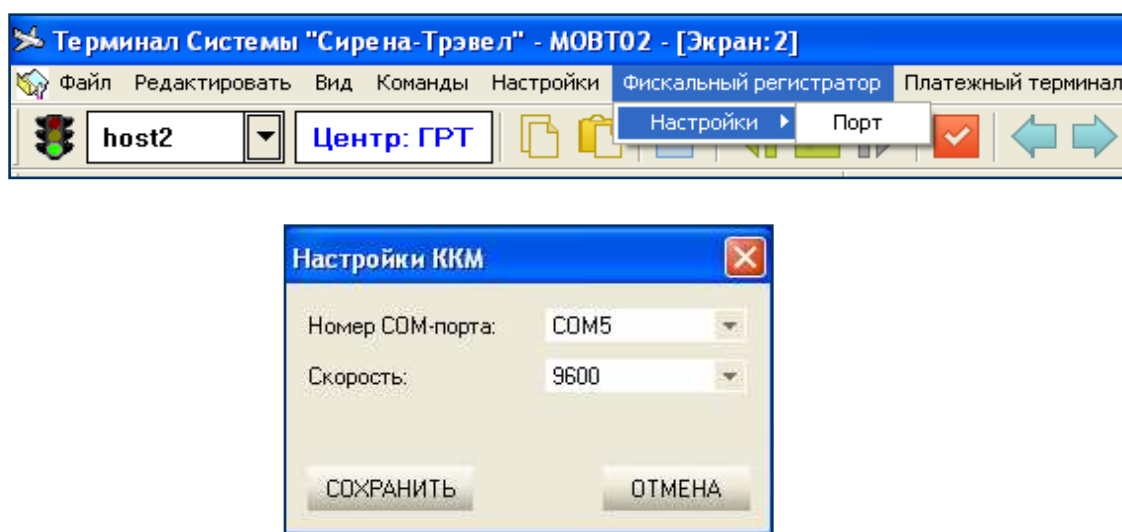 Терминал Системы "Сирена-Трэвел" - МОВТ02 - [Экран:2]
Файл Редактировать Вид Команды Настройки Фискальный регистратор Платежный терминал
host2 Центр: ГРТ Настройки Порт
Настройки ККМ
Номер COM-порта: COM5
Скорость: 9600
СОХРАНИТЬ ОТМЕНА